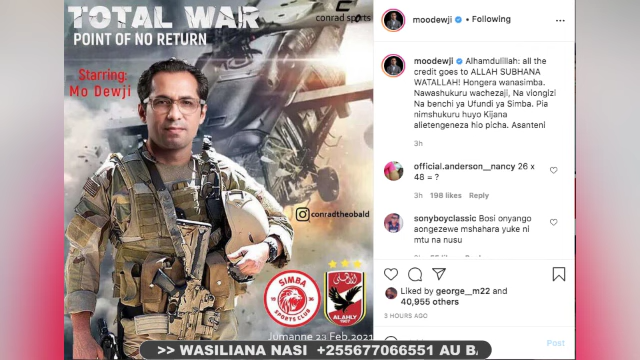 TOTAL WAR
POINT OF NO RETURN
Starring:
Mo Dewji
conrad sports
conradtheobald
SIMBA
SPORTS CLUB
ALAHLY
1907
Jumanne 23 Feb, 2021
moodewji • Following
moodewji Alhamdulillah: all the
credit goes to ALLAH SUBHANA
WATALLAH! Hongera wanasimba.
Nawashukuru wachezaji, Na viongizi
Na benchi ya Ufundi ya Simba. Pia
nimshukuru huyo Kijana
alietengeneza hio picha. Asanteni
3h
official.anderson__nancy 26 x
48 = ?
3h 198 likes Reply
sonyboyclassic Bosi onyango
aongezewe mshahara yuke ni
mtu na nusu
Liked by george__m22 and
40,955 others
3 HOURS AGO
Post
>> WASILIANA NASI +255677066551 AU B.